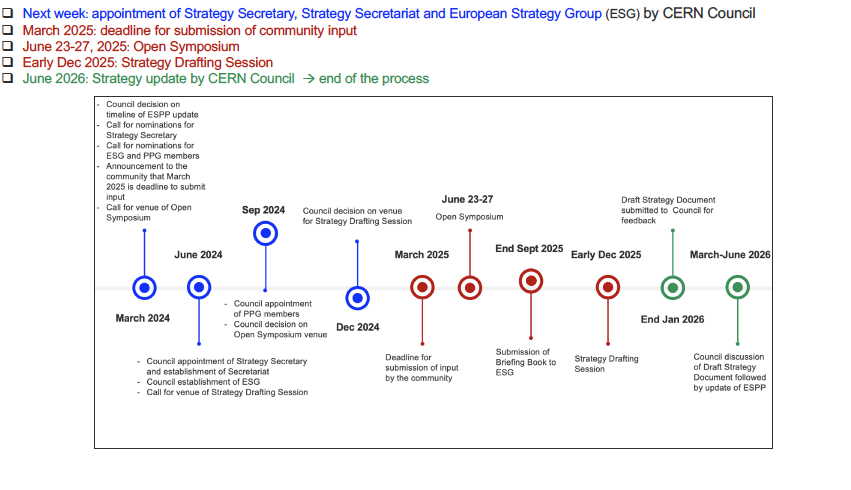 Next week: appointment of Strategy Secretary, Strategy Secretariat and European Strategy Group (ESG) by CERN Council
March 2025: deadline for submission of community input
June 23-27, 2025: Open Symposium
Early Dec 2025: Strategy Drafting Session
June 2026: Strategy update by CERN Council → end of the process
- Council decision on
timeline of ESPP update
- Call for nominations for
Strategy Secretary
- Call for nominations for
ESG and PPG members
- Announcement to the
community that March
2025 is deadline to submit
input
- Call for venue of Open
Symposium
March 2024
June 2024
- Council appointment of Strategy Secretary
and establishment of Secretariat
- Council establishment of ESG
- Call for venue of Strategy Drafting Session
Sep 2024
- Council appointment
of PPG members
- Council decision on
Open Symposium venue
Council decision on venue
for Strategy Drafting Session
Dec 2024
March 2025
Deadline for
submission of input
by the community
June 23-27
Open Symposium
End Sept 2025
Submission of
Briefing Book to
ESG
Early Dec 2025
Strategy Drafting
Session
Draft Strategy Document
submitted to Council for
feedback
End Jan 2026
March-June 2026
Council discussion
of Draft Strategy
Document followed
by update of ESPP